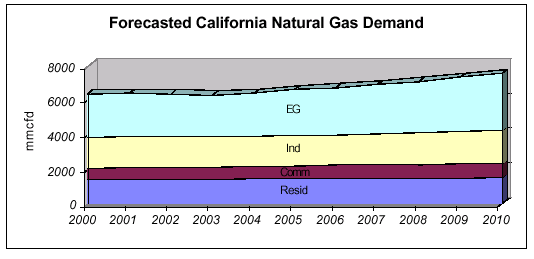 Forecasted California Natural Gas Demand
8000
6000
4000
2000
0
mmcfd
EG
Ind
Comm
Resid
2000 2001 2002 2003 2004 2005 2006 2007 2008 2009 2010